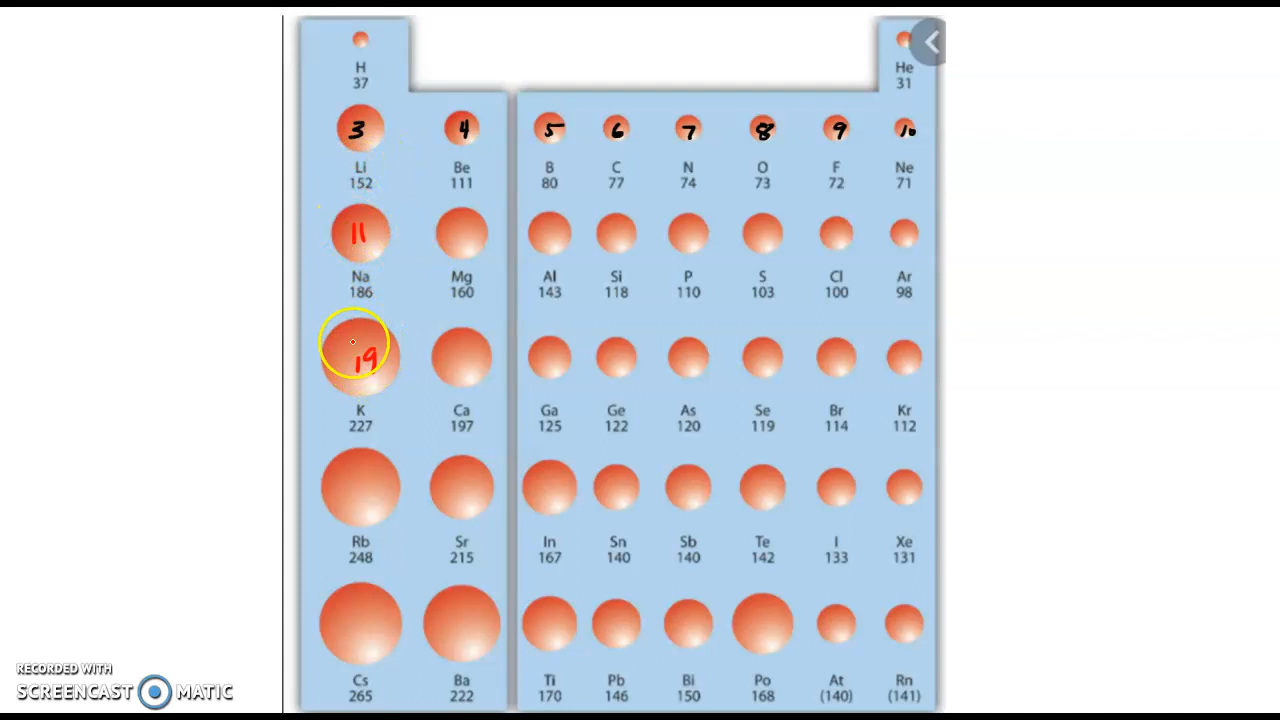 H He
37 31
3 4 5 6 7 8 9 10
Li Be B C N O F Ne
152 111 80 77 74 73 72 71
11
Na Mg Al Si P S Cl Ar
186 160 143 118 110 103 100 98
19
K Ca Ga Ge As Se Br Kr
227 197 125 122 120 119 114 112
Rb Sr In Sn Sb Te I Xe
248 215 167 140 140 142 133 131
Cs Ba Ti Pb Bi Po At Rn
265 222 170 146 150 168 (140) (141)
RECORDED WITH
SCREENCAST MATIC